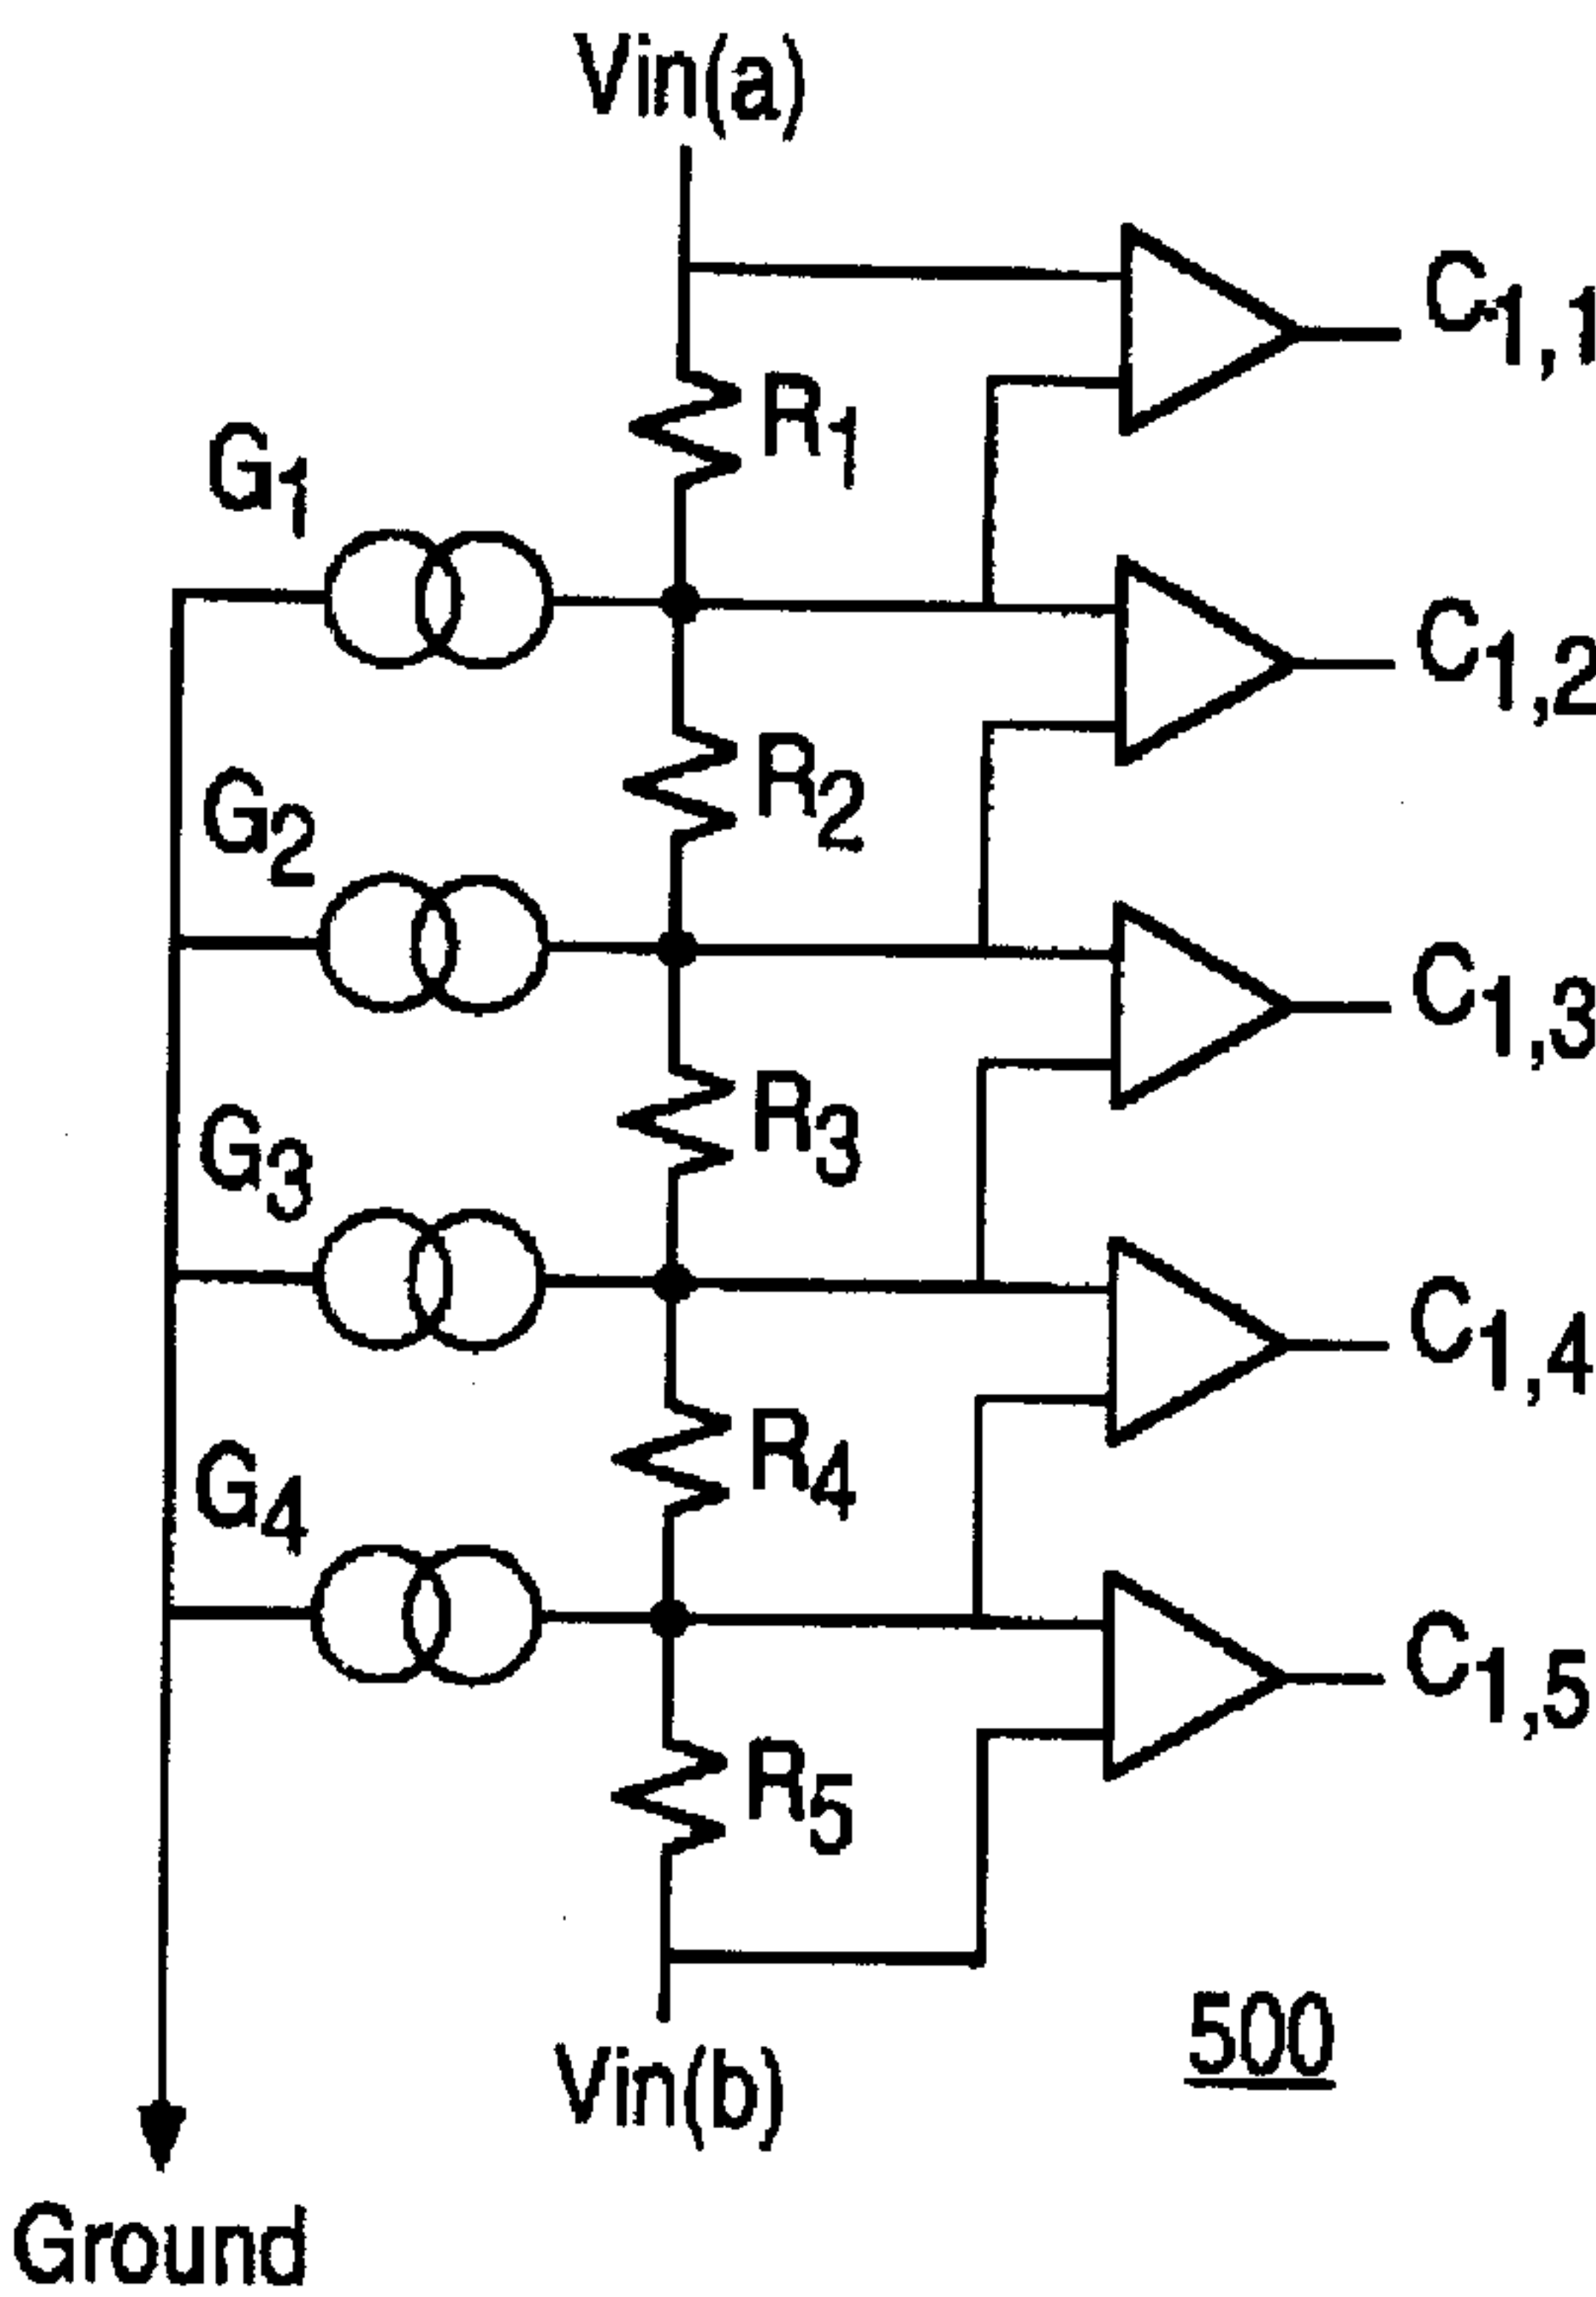 Vin(a)
C1,1
R1
G1
C1,2
R2
G2
C1,3
R3
G3
C1,4
R4
G4
C1,5
R5
500
Vin(b)
Ground